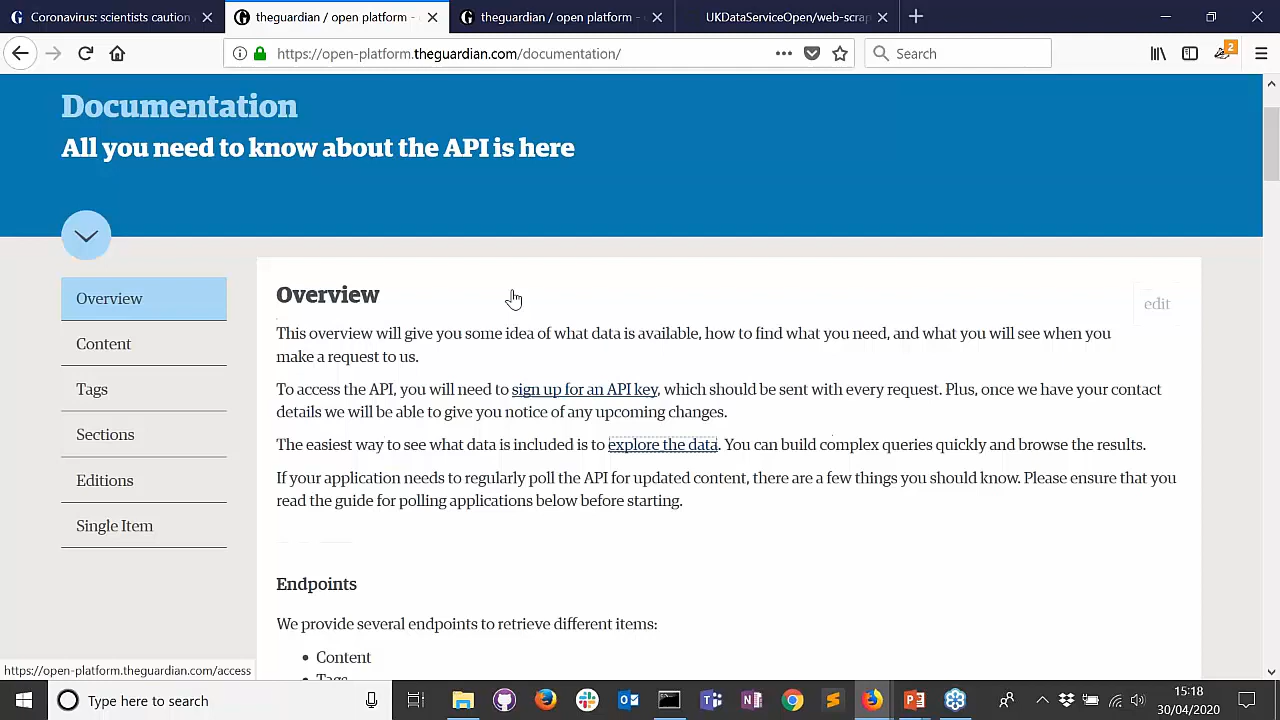 Coronavirus: scientists caution
theguardian / open platform -
theguardian / open platform -
UKDataServiceOpen/web-scrap
https://open-platform.theguardian.com/documentation/
Search
2
Documentation
All you need to know about the API is here
Overview
Content
Tags
Sections
Editions
Single Item
Overview
edit
This overview will give you some idea of what data is available, how to find what you need, and what you will see when you
make a request to us.
To access the API, you will need to sign up for an API key, which should be sent with every request. Plus, once we have your contact
details we will be able to give you notice of any upcoming changes.
The easiest way to see what data is included is to explore the data. You can build complex queries quickly and browse the results.
If your application needs to regularly poll the API for updated content, there are a few things you should know. Please ensure that you
read the guide for polling applications below before starting.
Endpoints
We provide several endpoints to retrieve different items:
• Content
Tags
https://open-platform.theguardian.com/access
Type here to search
15:18
30/04/2020